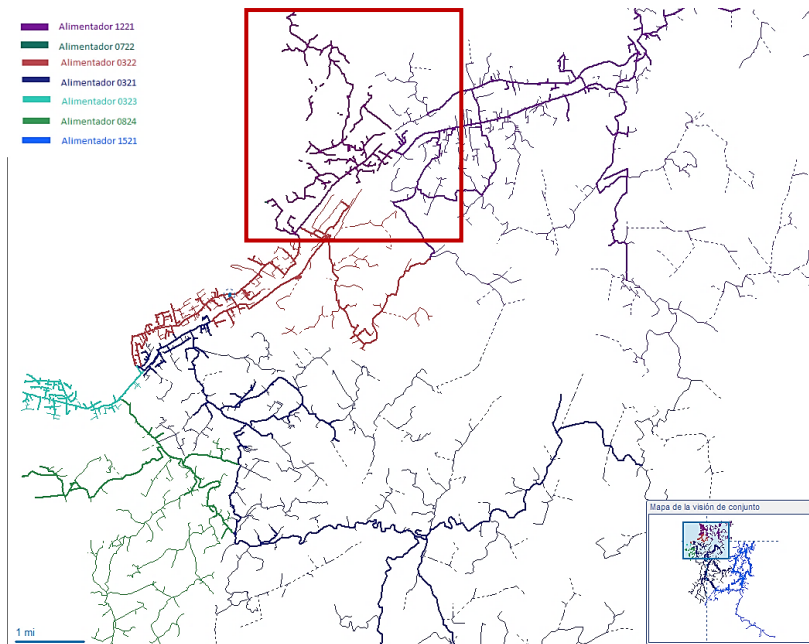 Alimentador 1221
Alimentador 0722
Alimentador 0322
Alimentador 0321
Alimentador 0323
Alimentador 0824
Alimentador 1521
Mapa de la visión de conjunto
1 mi